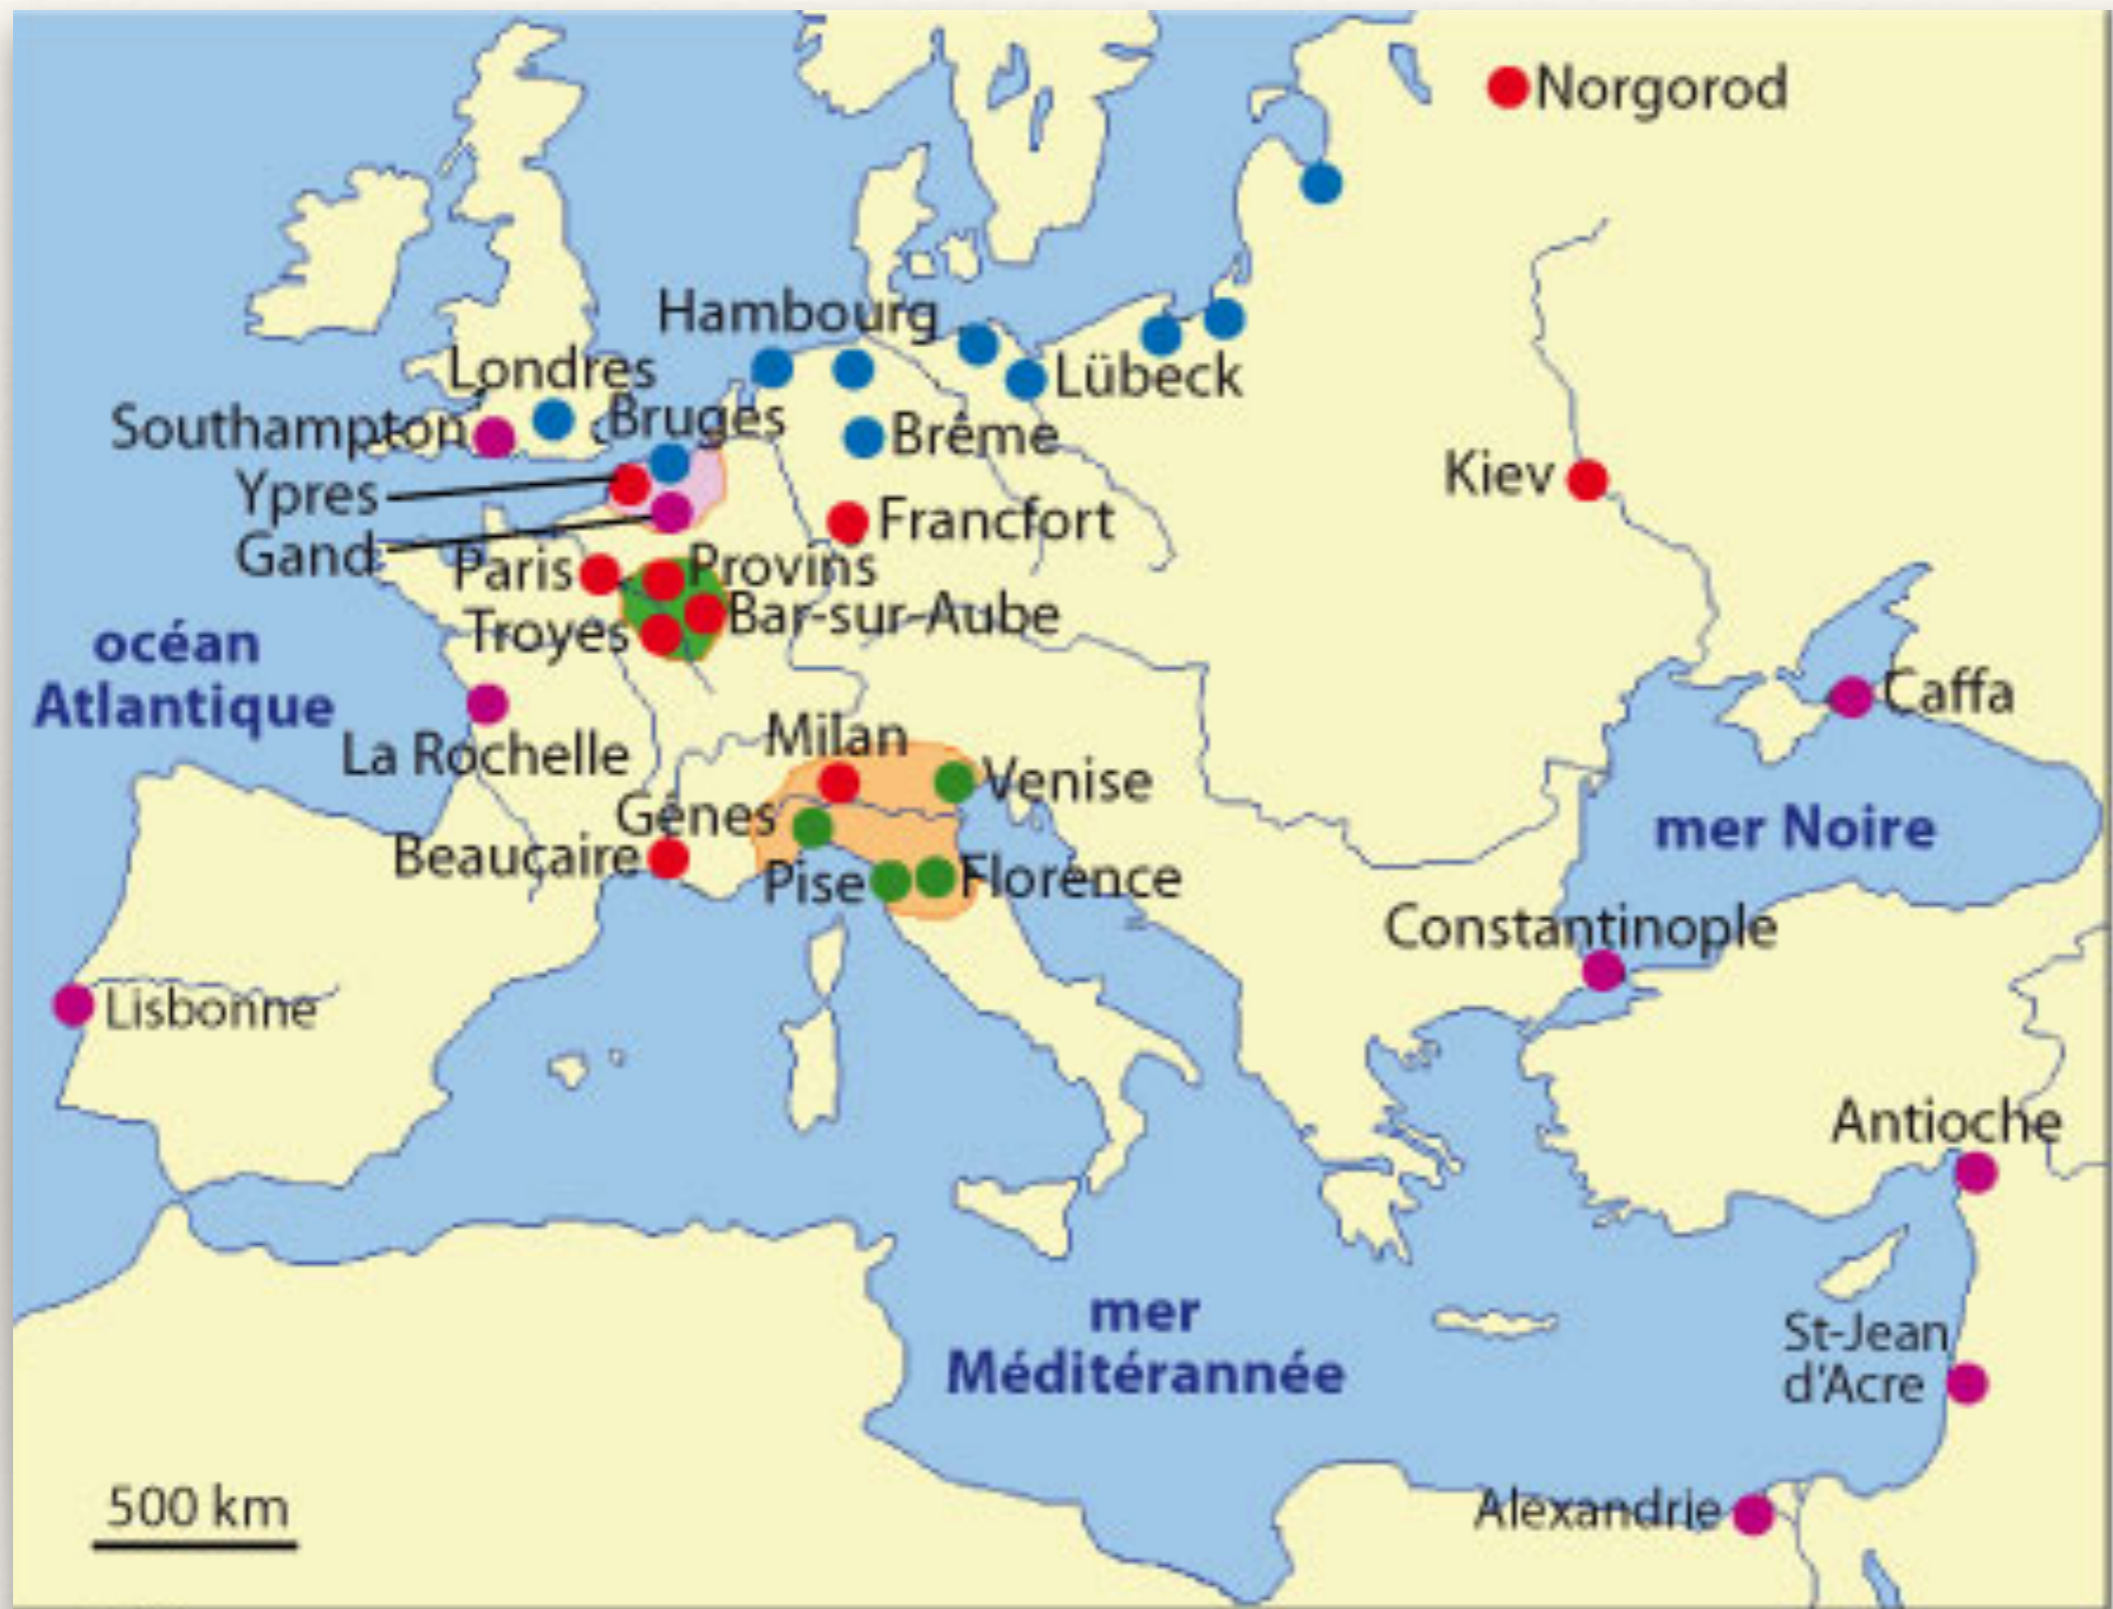 Norgorod
Hambourg
Londres
Lübeck
Southampton
Bruges
Brême
Ypres
Kiev
Francfort
Gand
Paris
Provins
Bar-sur-Aube
Troyes
océan
Atlantique
Caffa
La Rochelle
Milan
Venise
Gênes
mer Noire
Beaucaire
Pise
Florence
Constantinople
Lisbonne
Antioche
mer
Méditérannée
St-Jean
d'Acre
500 km
Alexandrie